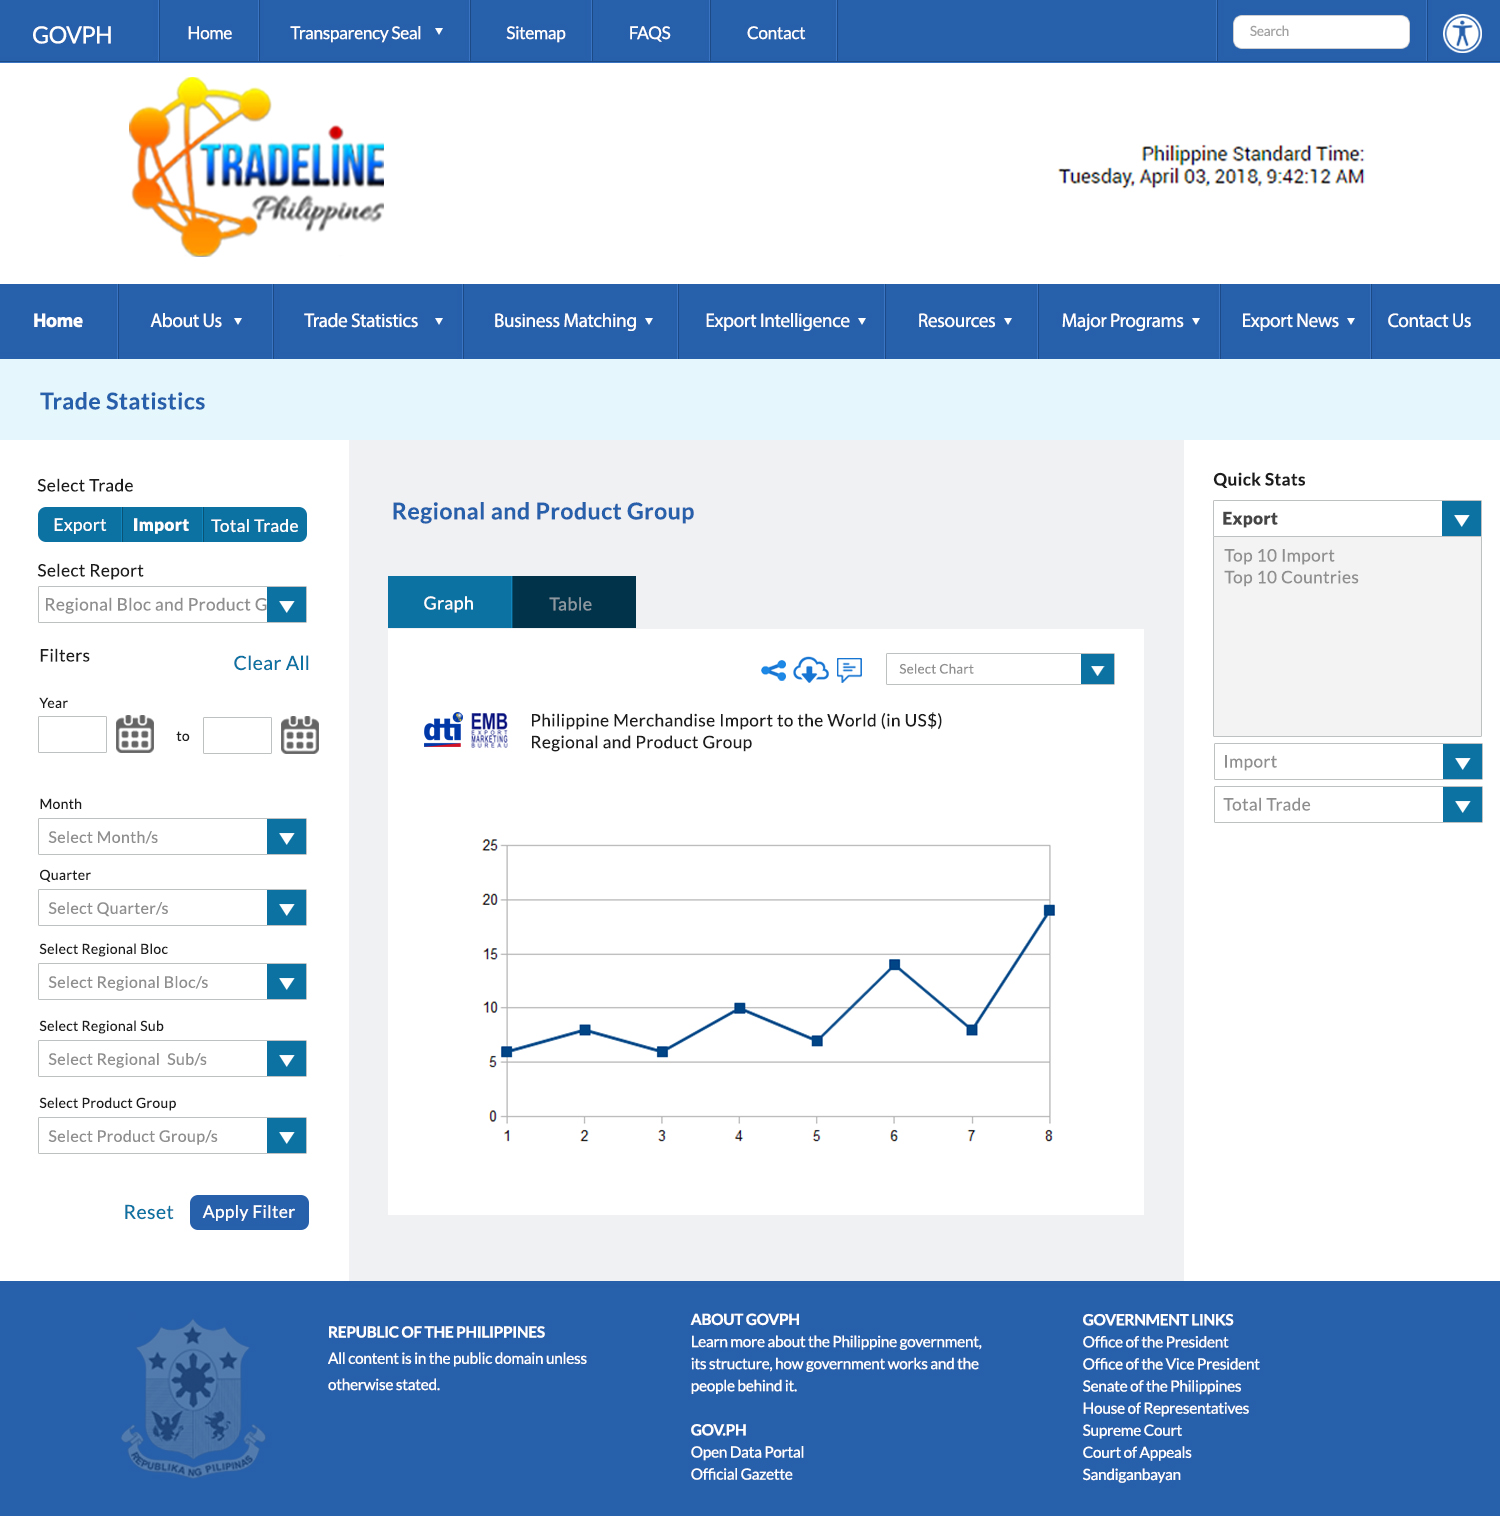 GOVPH
Home
Transparency Seal
Sitemap
FAQS
Contact
Search
TRADELINE
Philippines
Philippine Standard Time:
Tuesday, April 03, 2018, 9:42:12 AM
Home
About Us
Trade Statistics
Business Matching
Export Intelligence
Resources
Major Programs
Export News
Contact Us
Trade Statistics
Select Trade
Export
Import
Total Trade
Select Report
Regional Bloc and Product G
Filters
Clear All
Year
to
Month
Select Month/s
Quarter
Select Quarter/s
Select Regional Bloc
Select Regional Bloc/s
Select Regional Sub
Select Regional Sub/s
Select Product Group
Select Product Group/s
Reset
Apply Filter
Regional and Product Group
Graph
Table
Select Chart
dti
EMB
EXPORT
MARKETING
BUREAU
Philippine Merchandise Import to the World (in US$)
Regional and Product Group
25
20
15
10
5
0
1 2 3 4 5 6 7 8
Quick Stats
Export
Top 10 Import
Top 10 Countries
Import
Total Trade
REPUBLIKA NG PILIPINAS
REPUBLIC OF THE PHILIPPINES
All content is in the public domain unless
otherwise stated.
ABOUT GOVPH
Learn more about the Philippine government,
its structure, how government works and the
people behind it.
GOV.PH
Open Data Portal
Official Gazette
GOVERNMENT LINKS
Office of the President
Office of the Vice President
Senate of the Philippines
House of Representatives
Supreme Court
Court of Appeals
Sandiganbayan